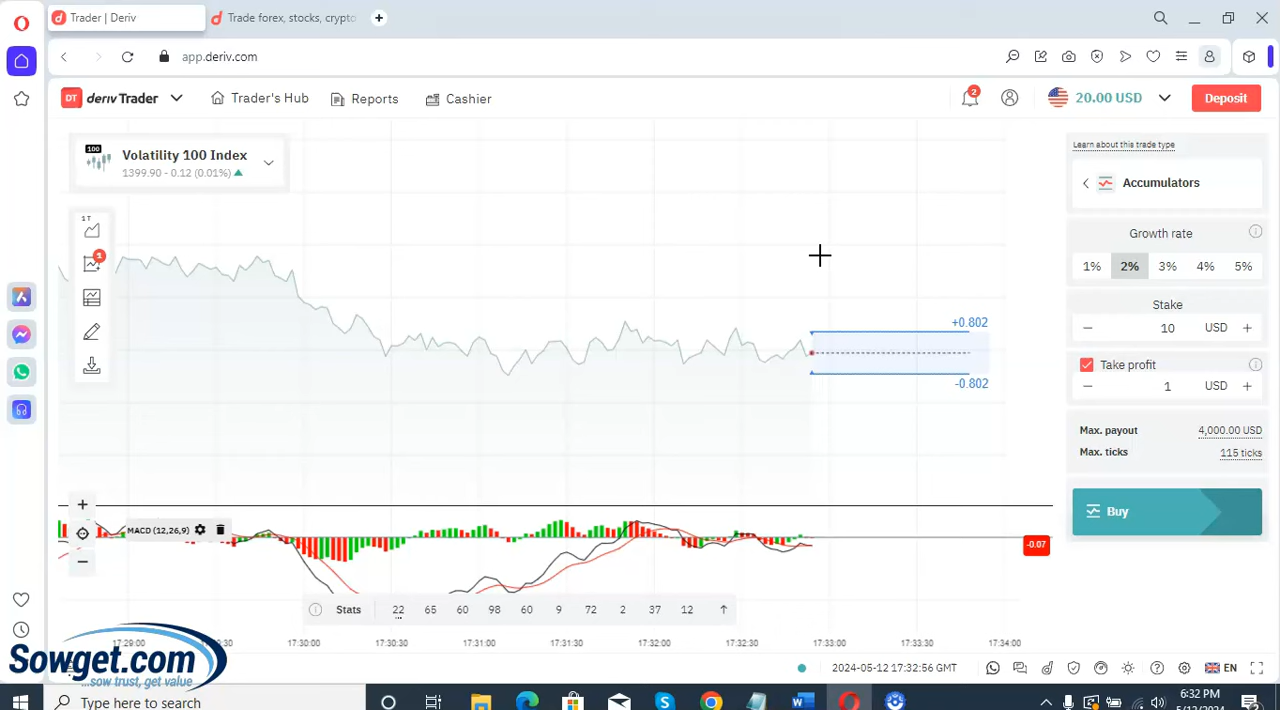 Trader | Deriv
Trade forex, stocks, crypto
app.deriv.com
DT deriv Trader Trader's Hub Reports Cashier 2 20.00 USD Deposit
100 Volatility 100 Index
1399.90 - 0.12 (0.01%)
1T
1
Learn about this trade type
Accumulators
Growth rate
1% 2% 3% 4% 5%
Stake
10 USD
Take profit
1 USD
Max. payout 4,000.00 USD
Max. ticks 115 ticks
Buy
+0.802
-0.802
MACD (12,26,9)
-0.07
Stats 22 65 60 98 60 9 72 2 37 12
17:29:00 17:30:00 17:30:30 17:31:00 17:31:30 17:32:00 17:32:30 17:33:00 17:33:30 17:34:00
2024-05-12 17:32:56 GMT EN
Sowget.com
...sow trust, get value
Type here to search
6:32 PM